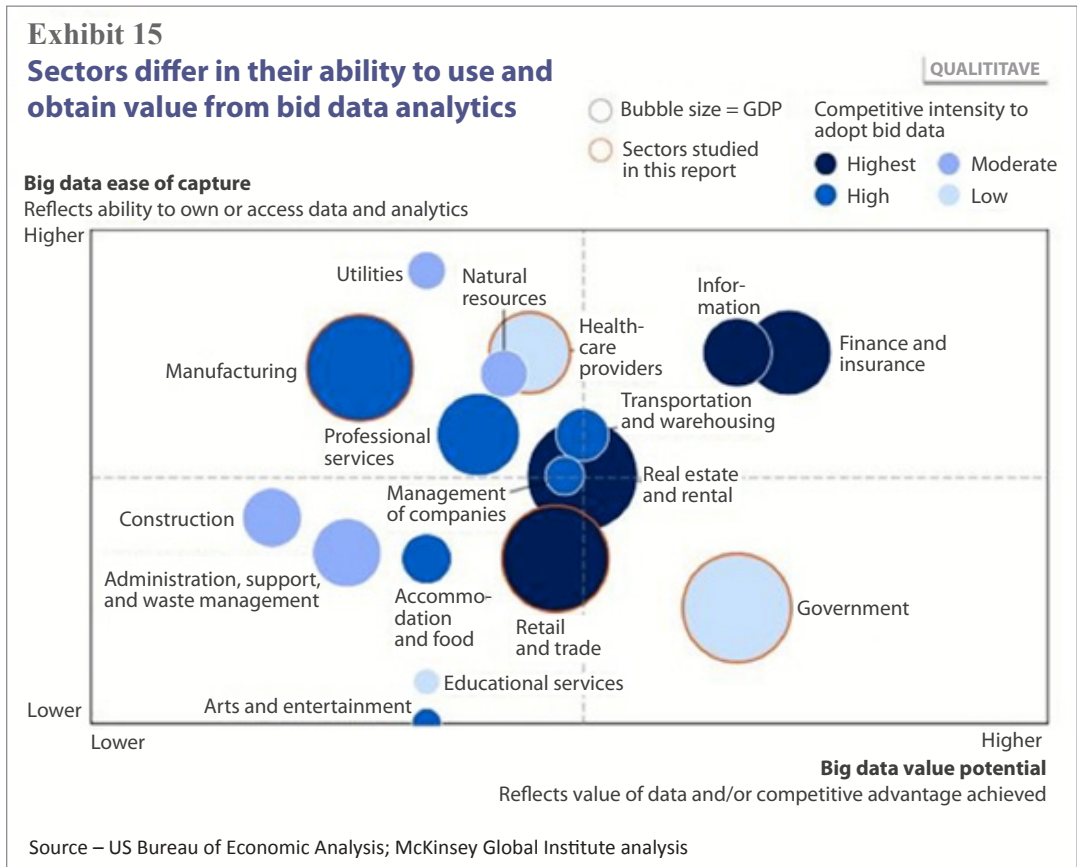 Exhibit 15
Sectors differ in their ability to use and
obtain value from bid data analytics
QUALITITAVE
Bubble size = GDP
Sectors studied
in this report
Competitive intensity to
adopt bid data
Highest
Moderate
High
Low
Big data ease of capture
Reflects ability to own or access data and analytics
Higher
Utilities
Natural
resources
Infor-
mation
Health-
care
providers
Finance and
insurance
Manufacturing
Transportation
and warehousing
Professional
services
Real estate
and rental
Management
of companies
Construction
Administration, support,
and waste management
Accommo-
dation
and food
Retail
and trade
Government
Educational services
Arts and entertainment
Lower
Lower
Higher
Big data value potential
Reflects value of data and/or competitive advantage achieved
Source – US Bureau of Economic Analysis; McKinsey Global Institute analysis